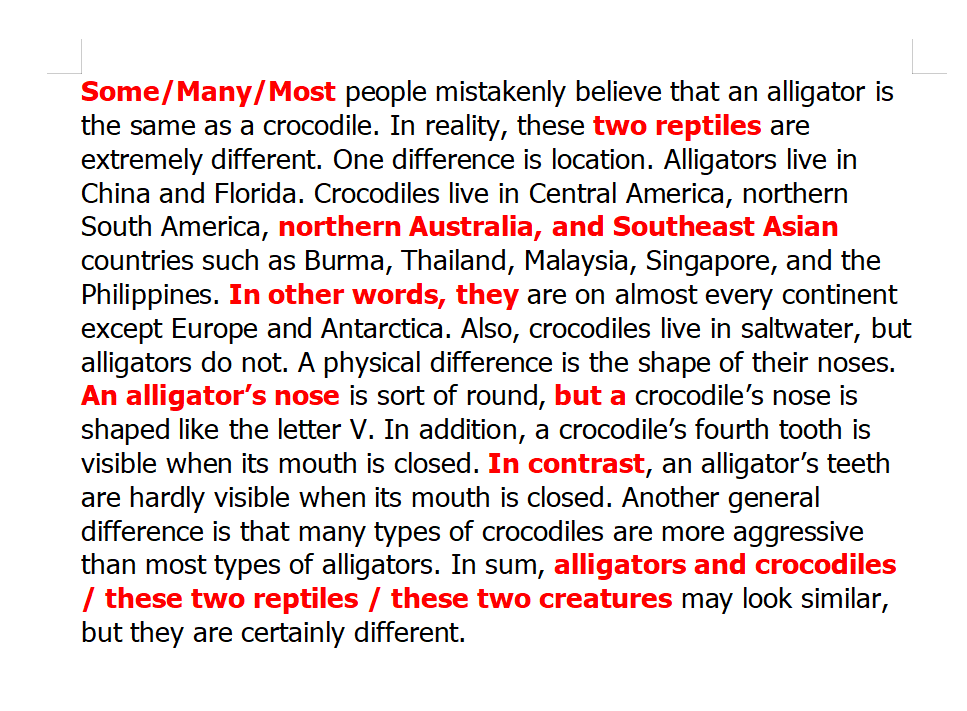 Some/Many/Most people mistakenly believe that an alligator is
the same as a crocodile. In reality, these two reptiles are
extremely different. One difference is location. Alligators live in
China and Florida. Crocodiles live in Central America, northern
South America, northern Australia, and Southeast Asian
countries such as Burma, Thailand, Malaysia, Singapore, and the
Philippines. In other words, they are on almost every continent
except Europe and Antarctica. Also, crocodiles live in saltwater, but
alligators do not. A physical difference is the shape of their noses.
An alligator’s nose is sort of round, but a crocodile’s nose is
shaped like the letter V. In addition, a crocodile’s fourth tooth is
visible when its mouth is closed. In contrast, an alligator’s teeth
are hardly visible when its mouth is closed. Another general
difference is that many types of crocodiles are more aggressive
than most types of alligators. In sum, alligators and crocodiles
/ these two reptiles / these two creatures may look similar,
but they are certainly different.